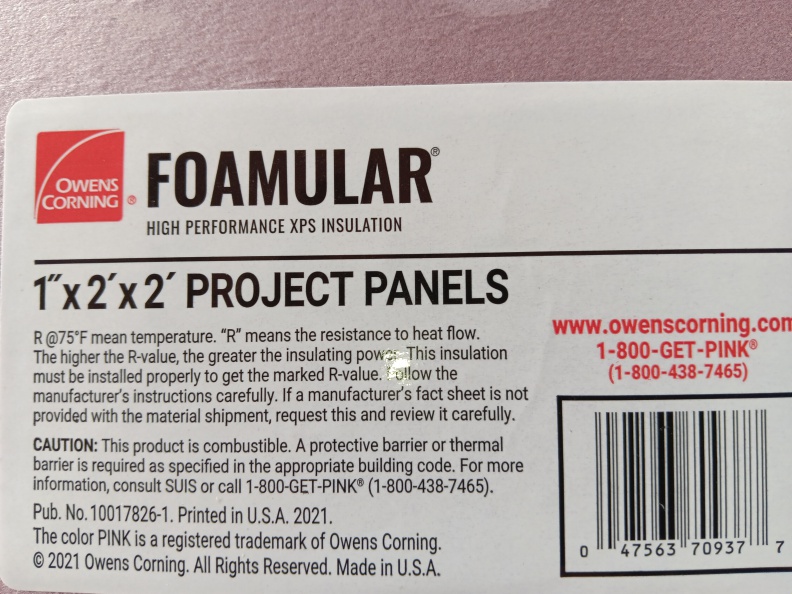 OWENS
CORNING ®
FOAMULAR®
HIGH PERFORMANCE XPS INSULATION
1″x2′x2′ PROJECT PANELS
R @75°F mean temperature. “R” means the resistance to heat flow.
The higher the R-value, the greater the insulating power. This insulation
must be installed properly to get the marked R-value. Follow the
manufacturer’s instructions carefully. If a manufacturer’s fact sheet is not
provided with the material shipment, request this and review it carefully.
CAUTION: This product is combustible. A protective barrier or thermal
barrier is required as specified in the appropriate building code. For more
information, consult SUIS or call 1-800-GET-PINK® (1-800-438-7465).
Pub. No. 10017826-1. Printed in U.S.A. 2021.
The color PINK is a registered trademark of Owens Corning.
© 2021 Owens Corning. All Rights Reserved. Made in U.S.A.
www.owenscorning.com
1-800-GET-PINK®
(1-800-438-7465)
0 47563 70937 7